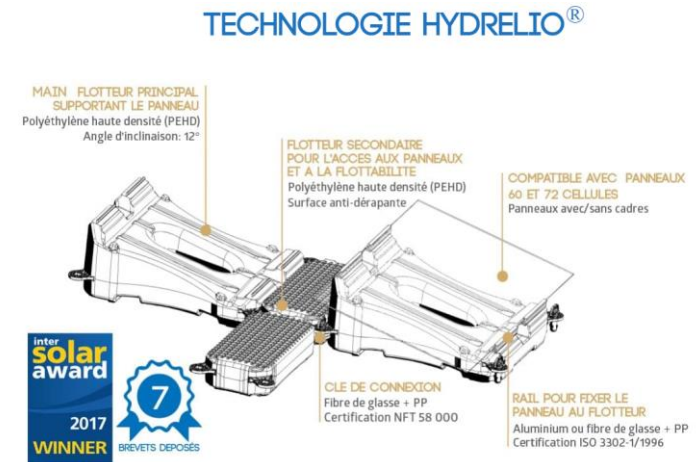 TECHNOLOGIE HYDRELIO®
MAIN FLOTTEUR PRINCIPAL
SUPPORTANT LE PANNEAU
Polyéthylène haute densité (PEHD)
Angle d'inclinaison: 12°
FLOTTEUR SECONDAIRE
POUR L'ACCES AUX PANNEAUX
ET A LA FLOTTABILITE
Polyéthylène haute densité (PEHD)
Surface anti-dérapante
COMPATIBLE AVEC PANNEAUX
60 ET 72 CELLULES
Panneaux avec/sans cadres
CLE DE CONNEXION
Fibre de glasse + PP
Certification NFT 58 000
RAIL POUR FIXER LE
PANNEAU AU FLOTTEUR
Aluminium ou fibre de glasse + PP
Certification ISO 3302-1/1996
inter
solar
award
2017
WINNER
7
BREVETS DEPOSÉS